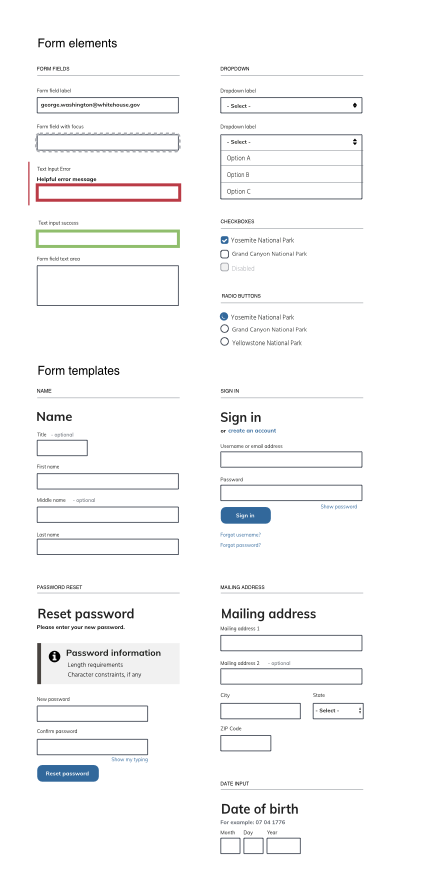 Form elements
FORM FIELDS
Form field label
george.washington@whitehouse.gov
Form field with focus
Text Input Error
Helpful error message
Text input success
Form field text area
DROPDOWN
Dropdown label
- Select -
Dropdown label
- Select -
Option A
Option B
Option C
CHECKBOXES
Yosemite National Park
Grand Canyon National Park
Disabled
RADIO BUTTONS
Yosemite National Park
Grand Canyon National Park
Yellowstone National Park
Form templates
NAME
Name
Title - optional
First name
Middle name - optional
Last name
SIGN IN
Sign in
or create an account
Username or email address
Password
Show password
Sign in
Forgot username?
Forgot password?
PASSWORD RESET
Reset password
Please enter your new password.
Password information
Length requirements
Character constraints, if any
New password
Confirm password
Show my typing
Reset password
MAILING ADDRESS
Mailing address
Mailing address 1
Mailing address 2 - optional
City State
- Select -
ZIP Code
DATE INPUT
Date of birth
For example: 07 04 1776
Month Day Year